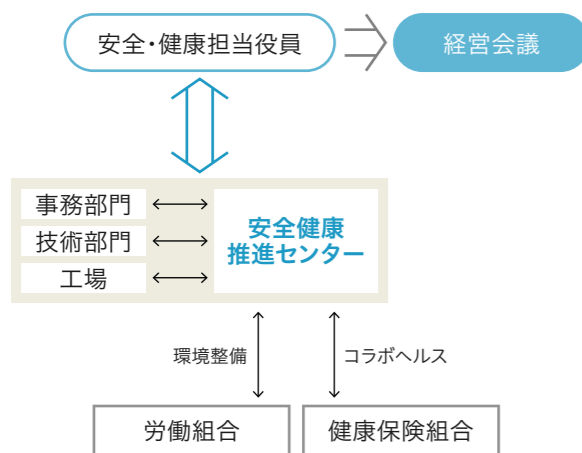 安全・健康担当役員
経営会議
事務部門
技術部門
工場
安全健康
推進センター
環境整備
コラボヘルス
労働組合
健康保険組合